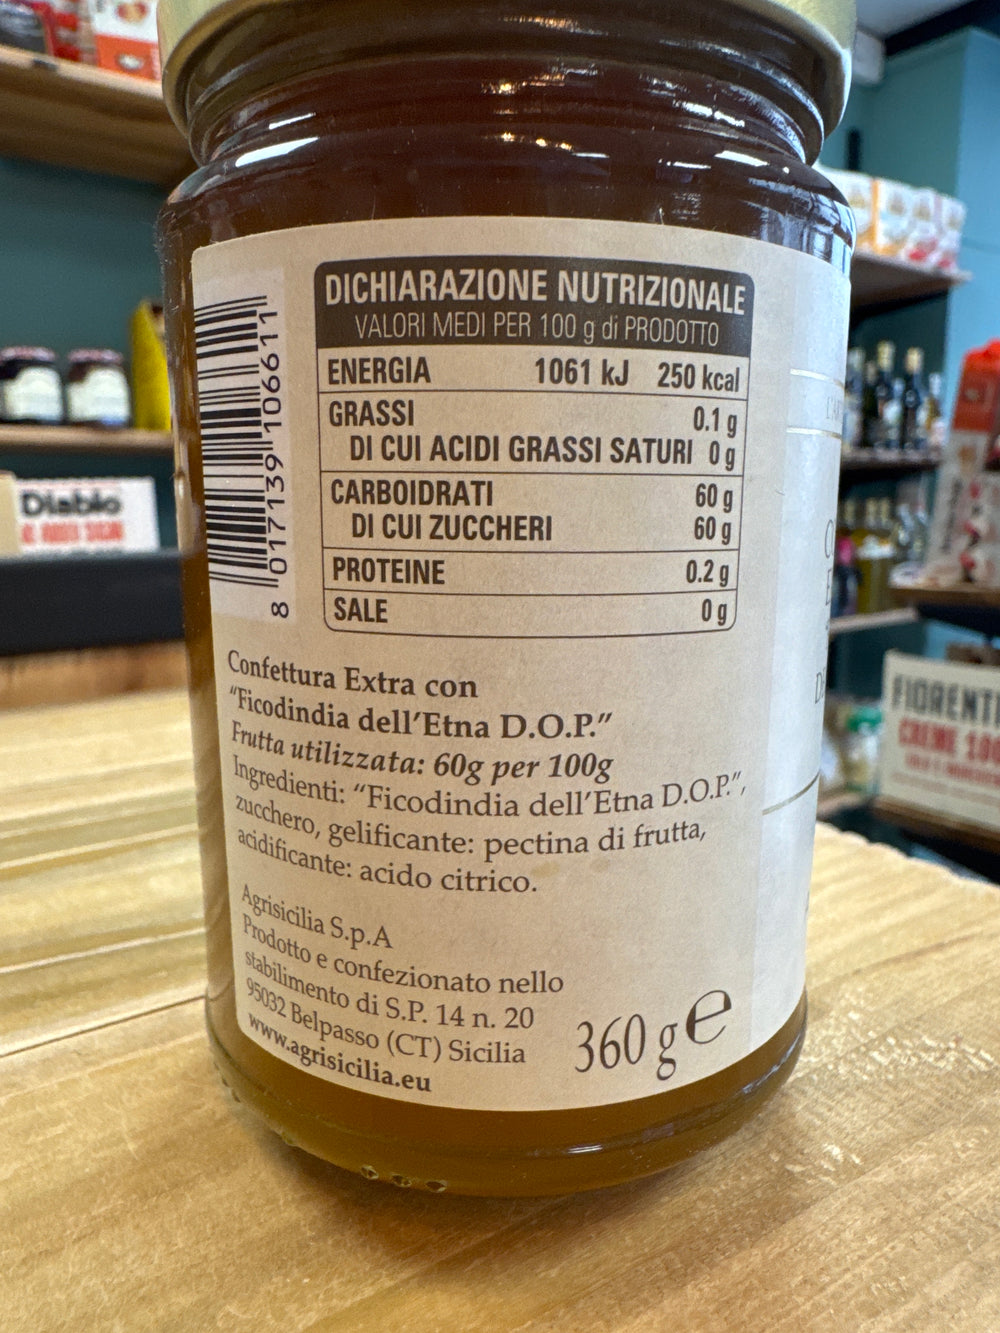 DICHIARAZIONE NUTRIZIONALE
VALORI MEDI PER 100 g di PRODOTTO
ENERGIA 1061 kJ 250 kcal
GRASSI 0.1 g
DI CUI ACIDI GRASSI SATURI 0 g
CARBOIDRATI 60 g
DI CUI ZUCCHERI 60 g
PROTEINE 0.2 g
SALE 0 g
8 017139 106611
Confettura Extra con
“Ficodindia dell’Etna D.O.P.”
Frutta utilizzata: 60g per 100g
Ingredienti: “Ficodindia dell’Etna D.O.P.”,
zucchero, gelificante: pectina di frutta,
acidificante: acido citrico.
Agrisicilia S.p.A
Prodotto e confezionato nello
stabilimento di S.P. 14 n. 20
95032 Belpasso (CT) Sicilia
www.agrisicilia.eu
360 g e
Diablo
FIORENTI
CREME 100